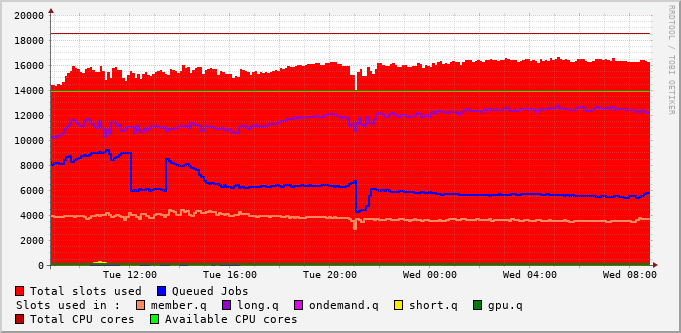 20000
18000
16000
14000
12000
10000
8000
6000
4000
2000
0
Tue 12:00 Tue 16:00 Tue 20:00 Wed 00:00 Wed 04:00 Wed 08:00
RRDTOOL / TOBI OETIKER
Total slots used Queued Jobs
Slots used in : member.q long.q ondemand.q short.q gpu.q
Total CPU cores Available CPU cores